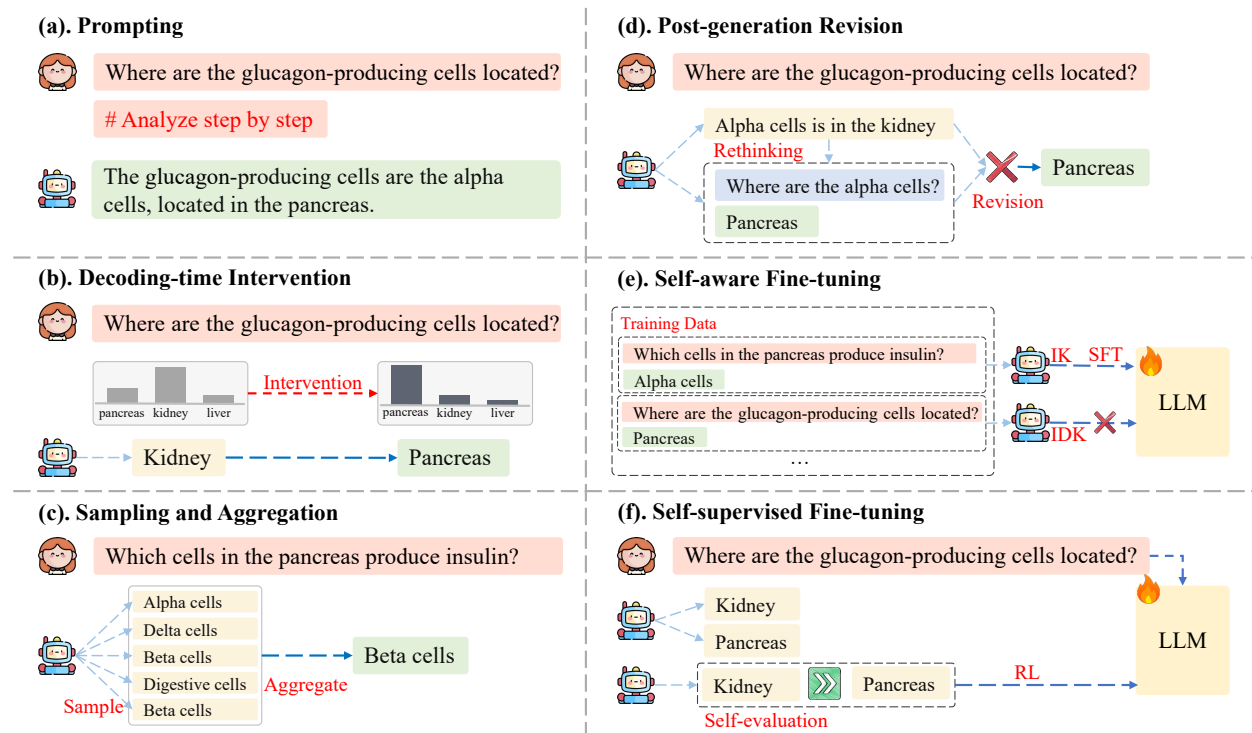 (a). Prompting
Where are the glucagon-producing cells located?
# Analyze step by step
The glucagon-producing cells are the alpha
cells, located in the pancreas.
(b). Decoding-time Intervention
Where are the glucagon-producing cells located?
pancreas kidney liver
Intervention
pancreas kidney liver
Kidney
Pancreas
(c). Sampling and Aggregation
Which cells in the pancreas produce insulin?
Alpha cells
Delta cells
Beta cells
Digestive cells
Beta cells
Sample
Aggregate
Beta cells
(d). Post-generation Revision
Where are the glucagon-producing cells located?
Alpha cells is in the kidney
Rethinking
Where are the alpha cells?
Pancreas
Revision
Pancreas
(e). Self-aware Fine-tuning
Training Data
Which cells in the pancreas produce insulin?
Alpha cells
Where are the glucagon-producing cells located?
Pancreas
...
IK SFT
IDK
LLM
(f). Self-supervised Fine-tuning
Where are the glucagon-producing cells located?
Kidney
Pancreas
Kidney
Pancreas
Self-evaluation
RL
LLM